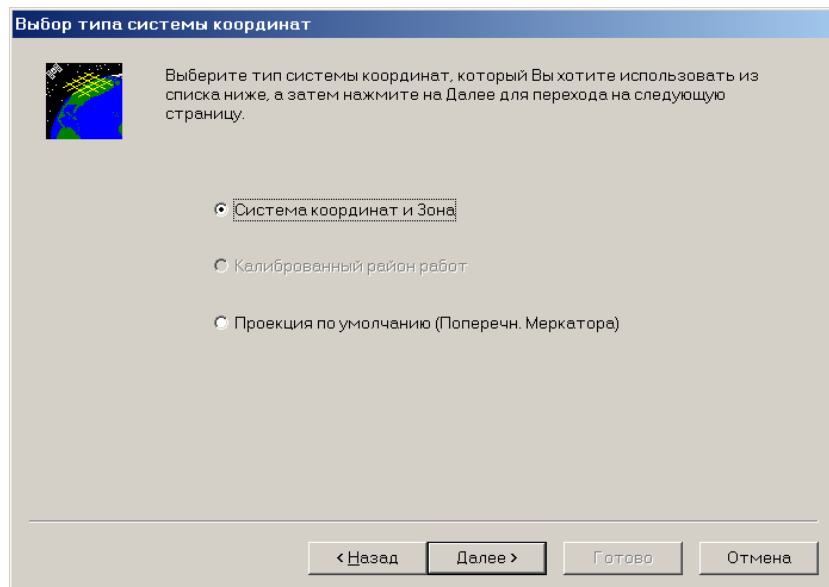 Выбор типа системы координат
Выберите тип системы координат, который Вы хотите использовать из
списка ниже, а затем нажмите на Далее для перехода на следующую
страницу.
Система координат и Зона
Калиброванный район работ
Проекция по умолчанию (Поперечн. Меркатора)
< Назад Далее > Готово Отмена